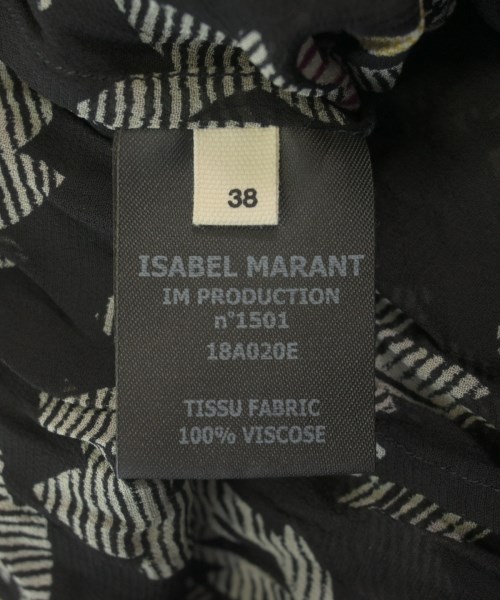 38
ISABEL MARANT
IM PRODUCTION
n°1501
18A020E
TISSU FABRIC
100% VISCOSE